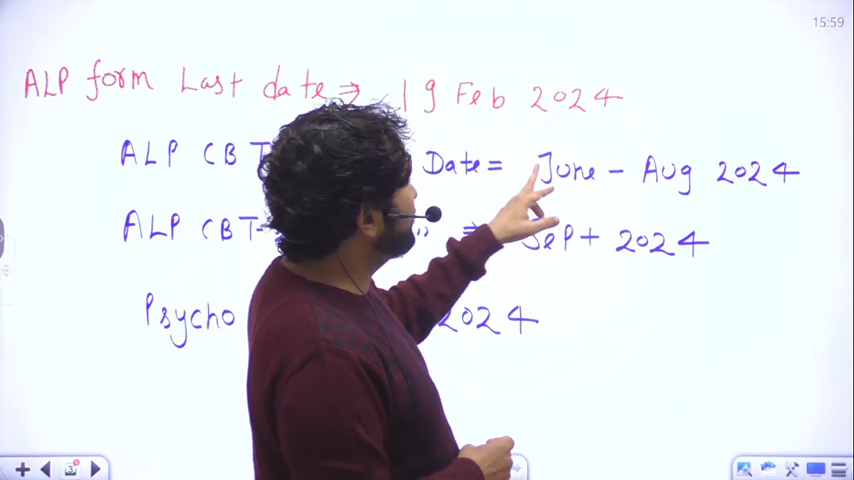 15:59
ALP form Last date ⇒ 19 Feb 2024
ALP CBT Date = June - Aug 2024
ALP CBT- " ⇒ Sept 2024
Psycho 2024